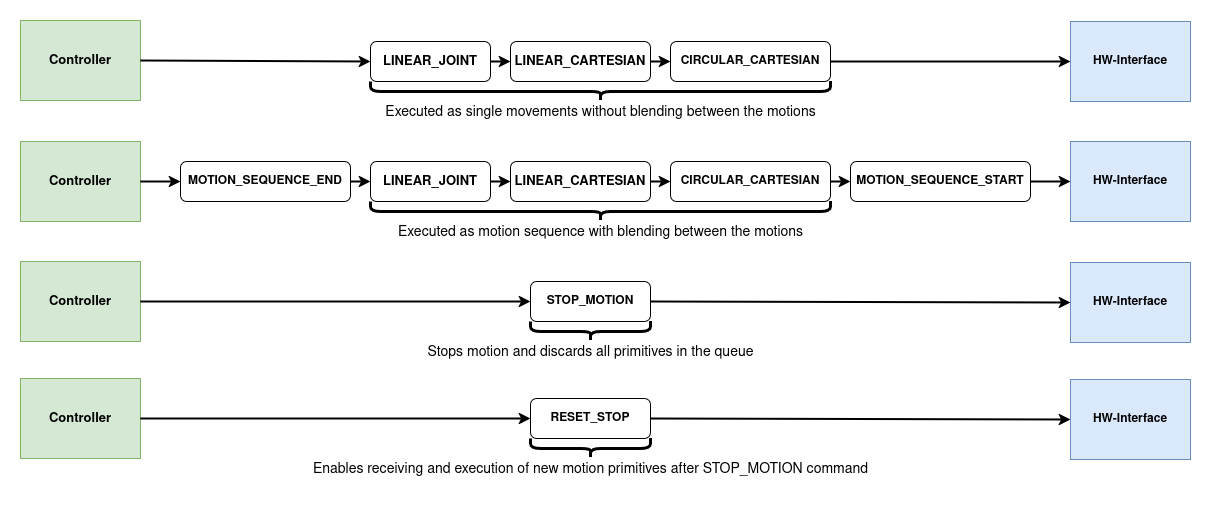 Controller
LINEAR_JOINT
LINEAR_CARTESIAN
CIRCULAR_CARTESIAN
HW-Interface
Executed as single movements without blending between the motions
Controller
MOTION_SEQUENCE_END
LINEAR_JOINT
LINEAR_CARTESIAN
CIRCULAR_CARTESIAN
MOTION_SEQUENCE_START
HW-Interface
Executed as motion sequence with blending between the motions
Controller
STOP_MOTION
HW-Interface
Stops motion and discards all primitives in the queue
Controller
RESET_STOP
HW-Interface
Enables receiving and execution of new motion primitives after STOP_MOTION command